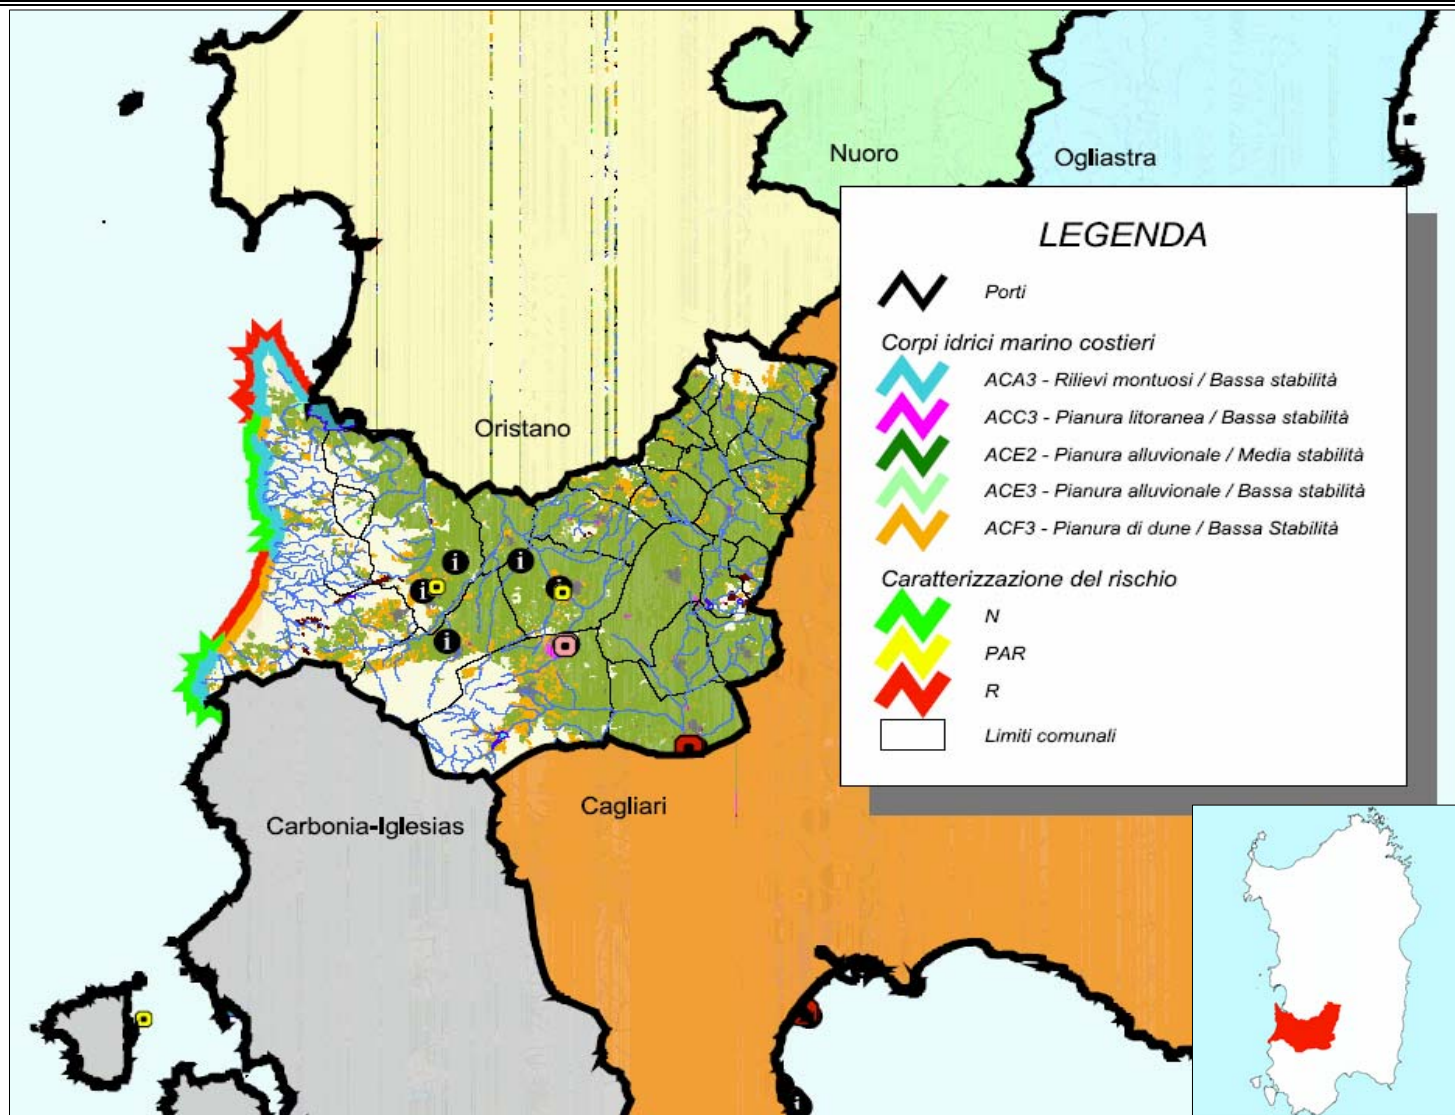 Nuoro
Ogliastra
LEGENDA
Porti
Corpi idrici marino costieri
ACA3 - Rilievi montuosi / Bassa stabilità
ACC3 - Pianura litoranea / Bassa stabilità
ACE2 - Pianura alluvionale / Media stabilità
ACE3 - Pianura alluvionale / Bassa stabilità
ACF3 - Pianura di dune / Bassa Stabilità
Caratterizzazione del rischio
N
PAR
R
Limiti comunali
Oristano
i
i
i
i
i
Cagliari
Carbonia-Iglesias